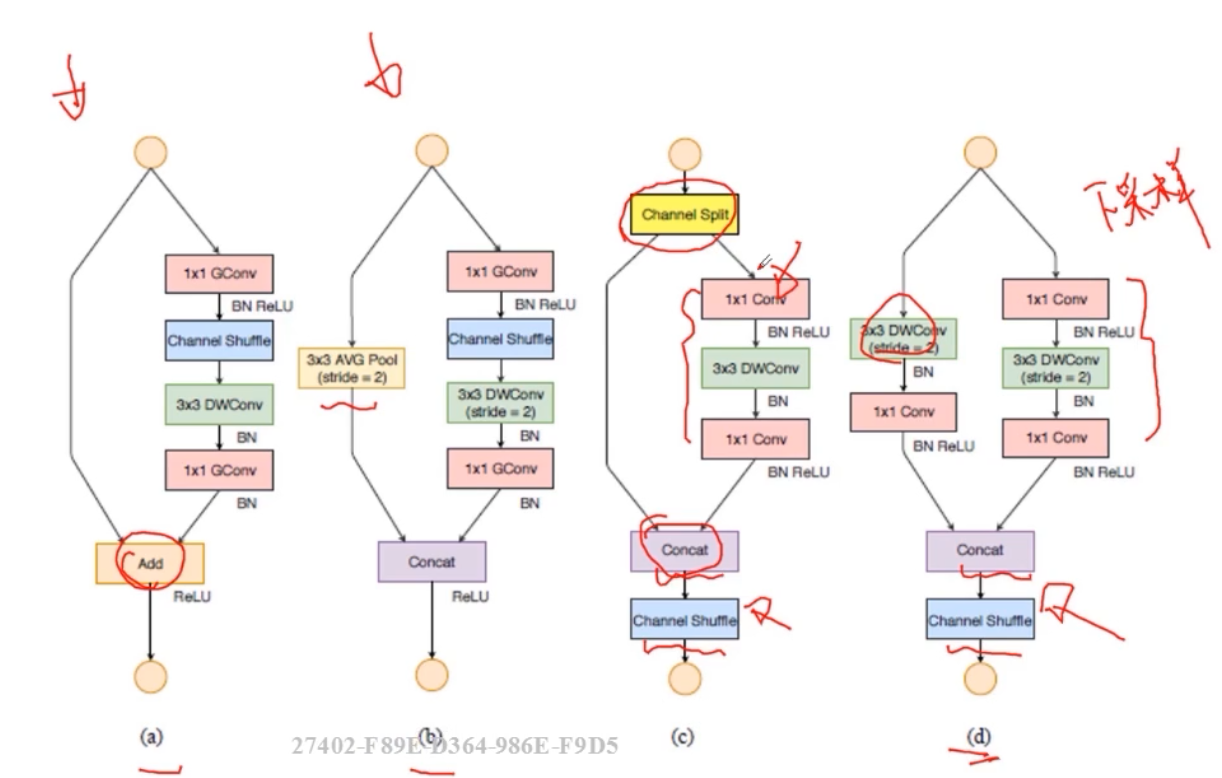 下采样
Channel Split
1x1 GConv
BN ReLU
Channel Shuffle
3x3 DWConv
BN
1x1 GConv
BN
Add
ReLU
(a)
1x1 GConv
BN ReLU
Channel Shuffle
3x3 AVG Pool
(stride = 2)
3x3 DWConv
(stride = 2)
BN
1x1 GConv
BN
Concat
ReLU
(b)
1x1 Conv
BN ReLU
3x3 DWConv
BN
1x1 Conv
BN ReLU
Concat
Channel Shuffle
(c)
3x3 DWConv
(stride = 2)
BN
1x1 Conv
BN ReLU
1x1 Conv
BN ReLU
3x3 DWConv
(stride = 2)
BN
1x1 Conv
BN ReLU
Concat
Channel Shuffle
(d)
27402-F89E-D364-986E-F9D5